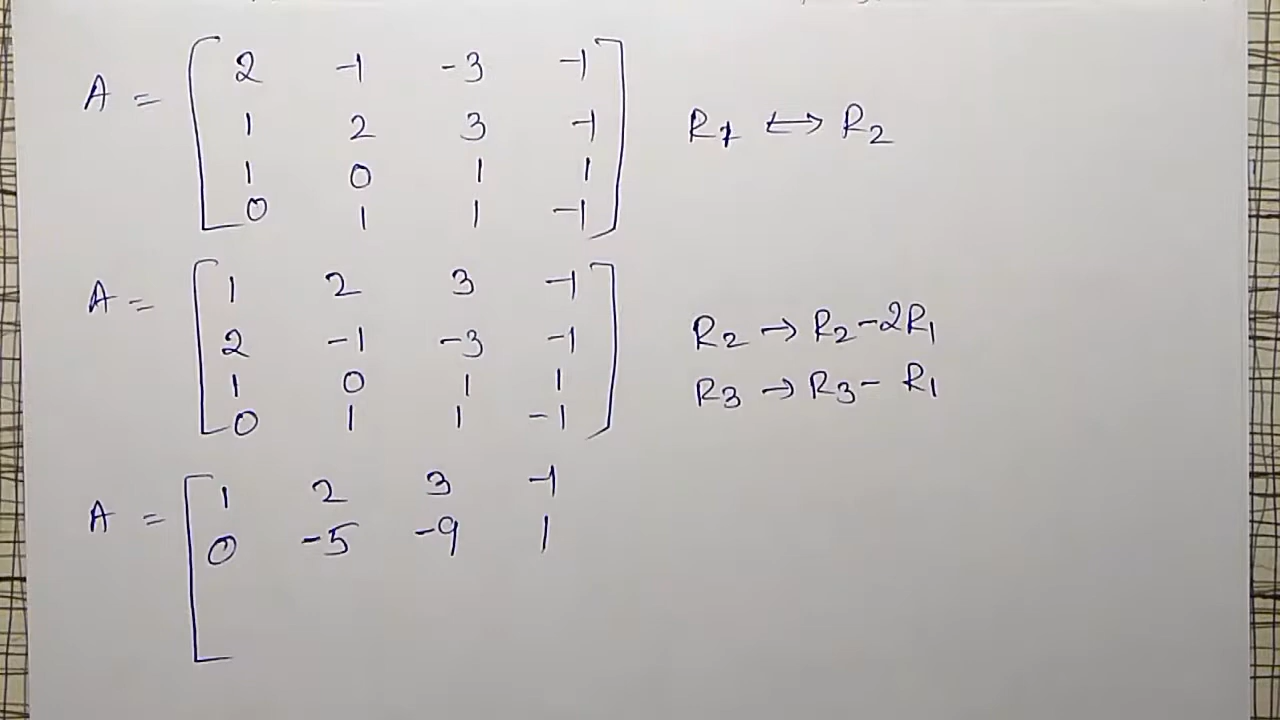 A = [ 2 -1 -3 -1 ] R1 ↔ R2
1 2 3 -1
1 0 1 1
0 1 1 -1
A = [ 1 2 3 -1 ]
2 -1 -3 -1 R2 → R2-2R1
1 0 1 1 R3 → R3- R1
0 1 1 -1
A = [ 1 2 3 -1
0 -5 -9 1